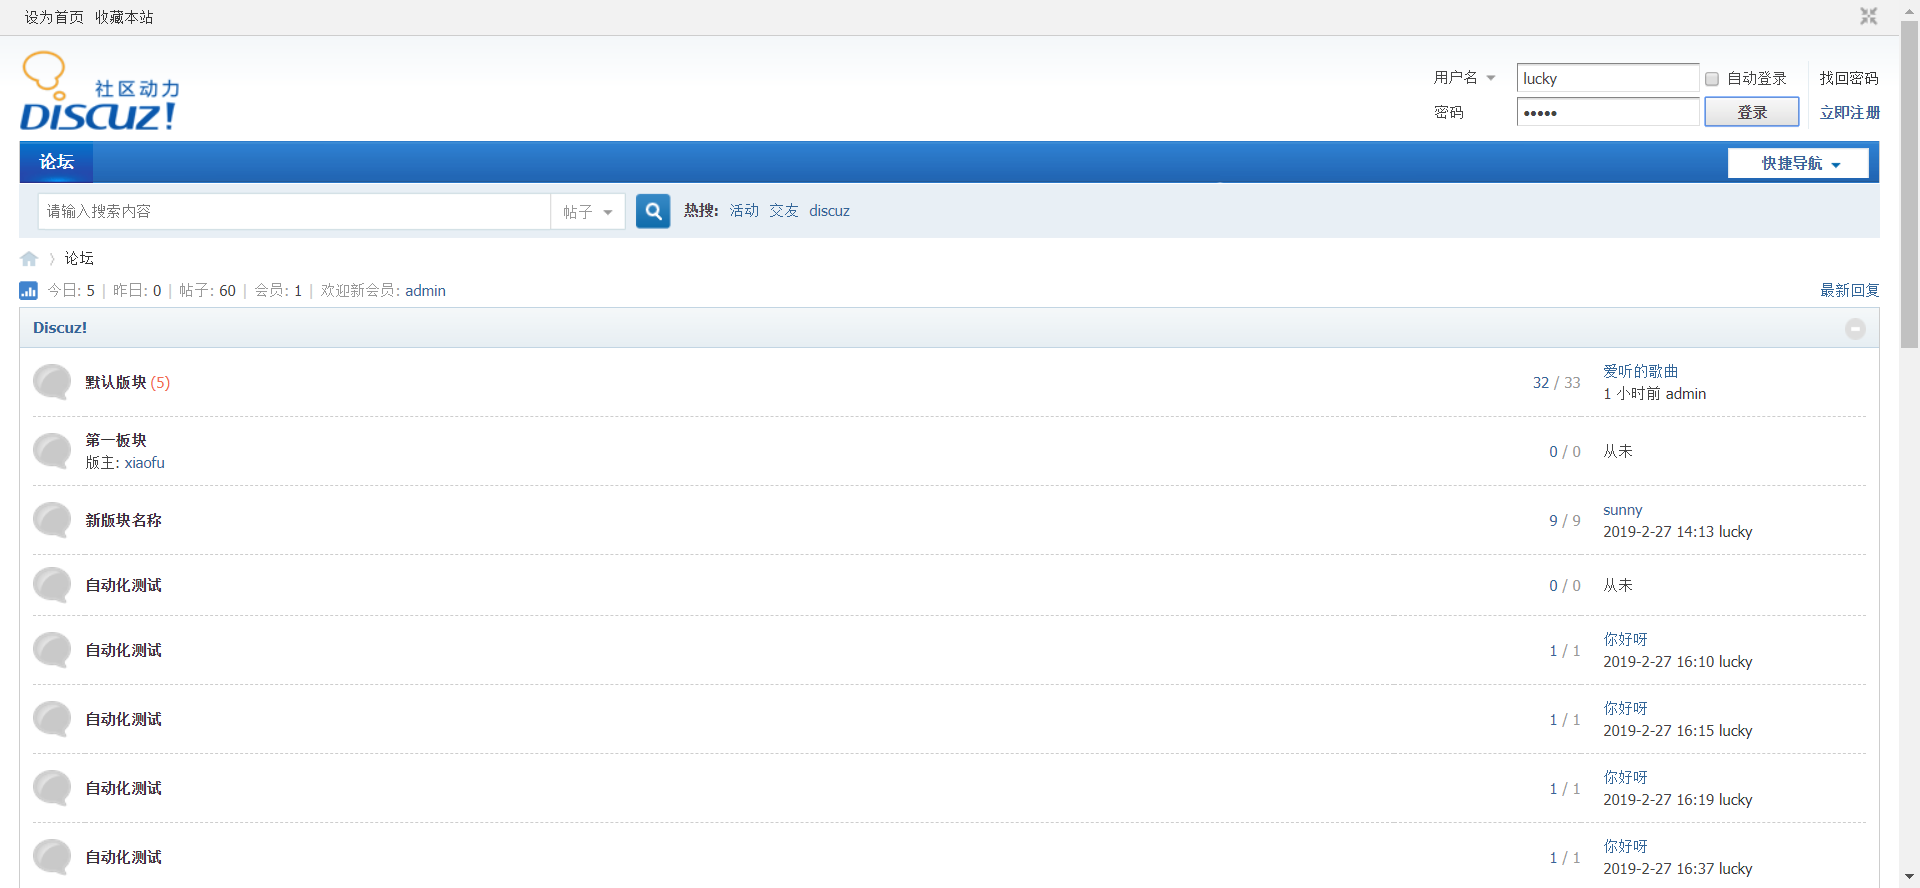 设为首页 收藏本站
社区动力
DISCUZ!
用户名 lucky 自动登录 找回密码
密码 ••••• 登录 立即注册
论坛 快捷导航
请输入搜索内容 帖子 热搜: 活动 交友 discuz
论坛
今日: 5 | 昨日: 0 | 帖子: 60 | 会员: 1 | 欢迎新会员: admin 最新回复
Discuz!
默认版块 (5) 32 / 33 爱听的歌曲
1 小时前 admin
第一板块
版主: xiaofu 0 / 0 从未
新版块名称 9 / 9 sunny
2019-2-27 14:13 lucky
自动化测试 0 / 0 从未
自动化测试 1 / 1 你好呀
2019-2-27 16:10 lucky
自动化测试 1 / 1 你好呀
2019-2-27 16:15 lucky
自动化测试 1 / 1 你好呀
2019-2-27 16:19 lucky
自动化测试 1 / 1 你好呀
2019-2-27 16:37 lucky